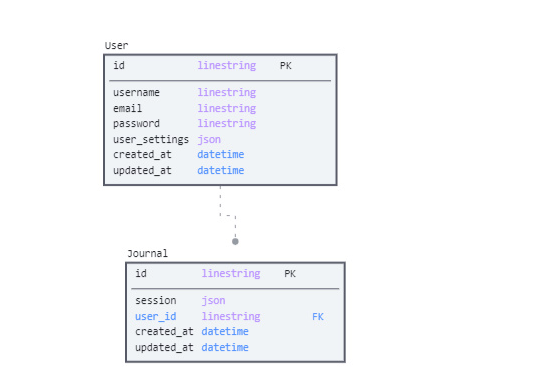 User
id linestring PK
username linestring
email linestring
password linestring
user_settings json
created_at datetime
updated_at datetime
Journal
id linestring PK
session json
user_id linestring FK
created_at datetime
updated_at datetime